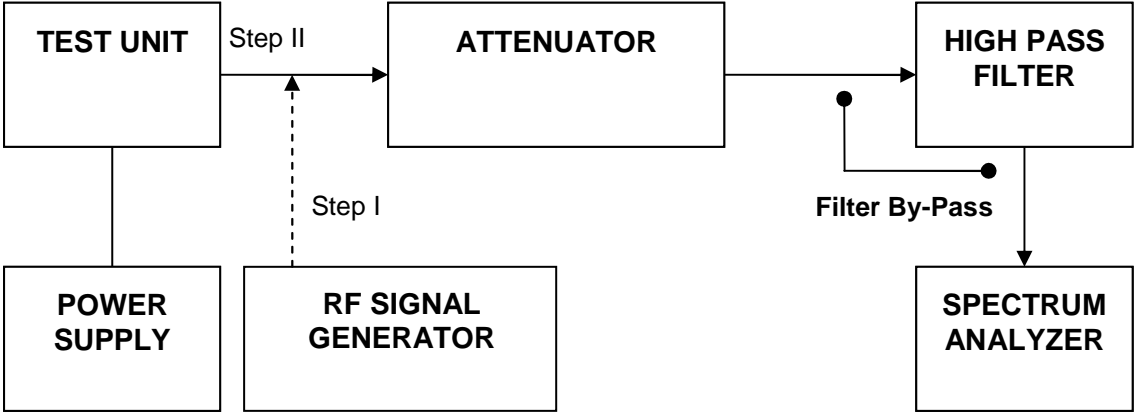 TEST UNIT
Step II
ATTENUATOR
HIGH PASS
FILTER
Step I
Filter By-Pass
POWER
SUPPLY
RF SIGNAL
GENERATOR
SPECTRUM
ANALYZER